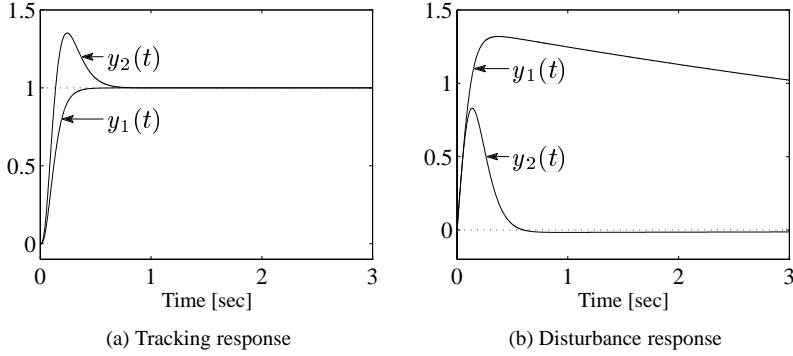 1.5
y₂(t)
1
y₁(t)
0.5
0
0 1 2 3
Time [sec]
(a) Tracking response
1.5
y₁(t)
1
0.5
y₂(t)
0
0 1 2 3
Time [sec]
(b) Disturbance response